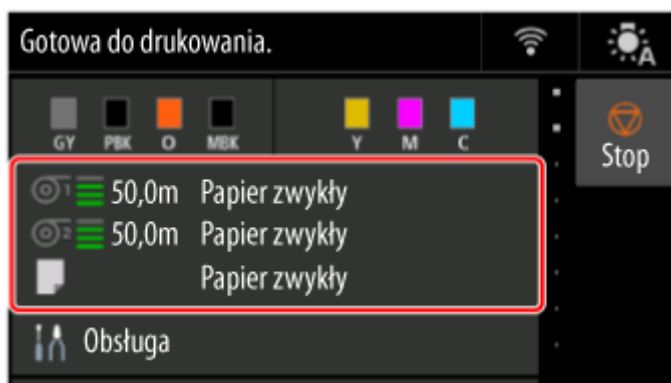 Gotowa do drukowania.
A
GY PBK O MBK Y M C
Stop
1 50,0m Papier zwykły
2 50,0m Papier zwykły
Papier zwykły
Obsługa